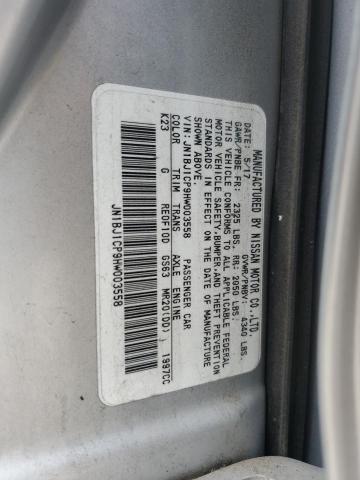 MANUFACTURED BY NISSAN MOTOR CO.,LTD.
DATE: 5/17 GVWR/PNBV: 4340 LBS.
GAWR/PNBE FR: 2325 LBS. RR: 2050 LBS.
THIS VEHICLE CONFORMS TO ALL APPLICABLE FEDERAL
MOTOR VEHICLE SAFETY,BUMPER,AND THEFT PREVENTION
STANDARDS IN EFFECT ON THE DATE OF MANUFACTURE
SHOWN ABOVE.
VIN: JN1BJ1CP9HW003558 PASSENGER CAR
COLOR TRIM TRANS AXLE ENGINE
K23 G RE0F10D GS63 MR20(DD) 1997CC
JN1BJ1CP9HW003558